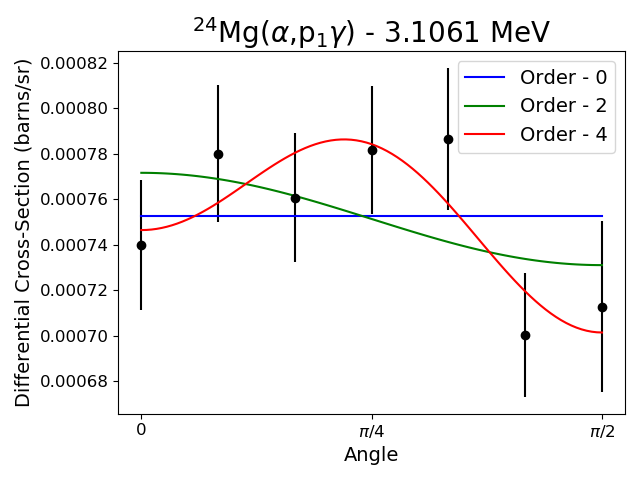 ²⁴Mg(α,p₁γ) - 3.1061 MeV
Differential Cross-Section (barns/sr)
0.00082
0.00080
0.00078
0.00076
0.00074
0.00072
0.00070
0.00068
Order - 0
Order - 2
Order - 4
0 π/4 π/2
Angle